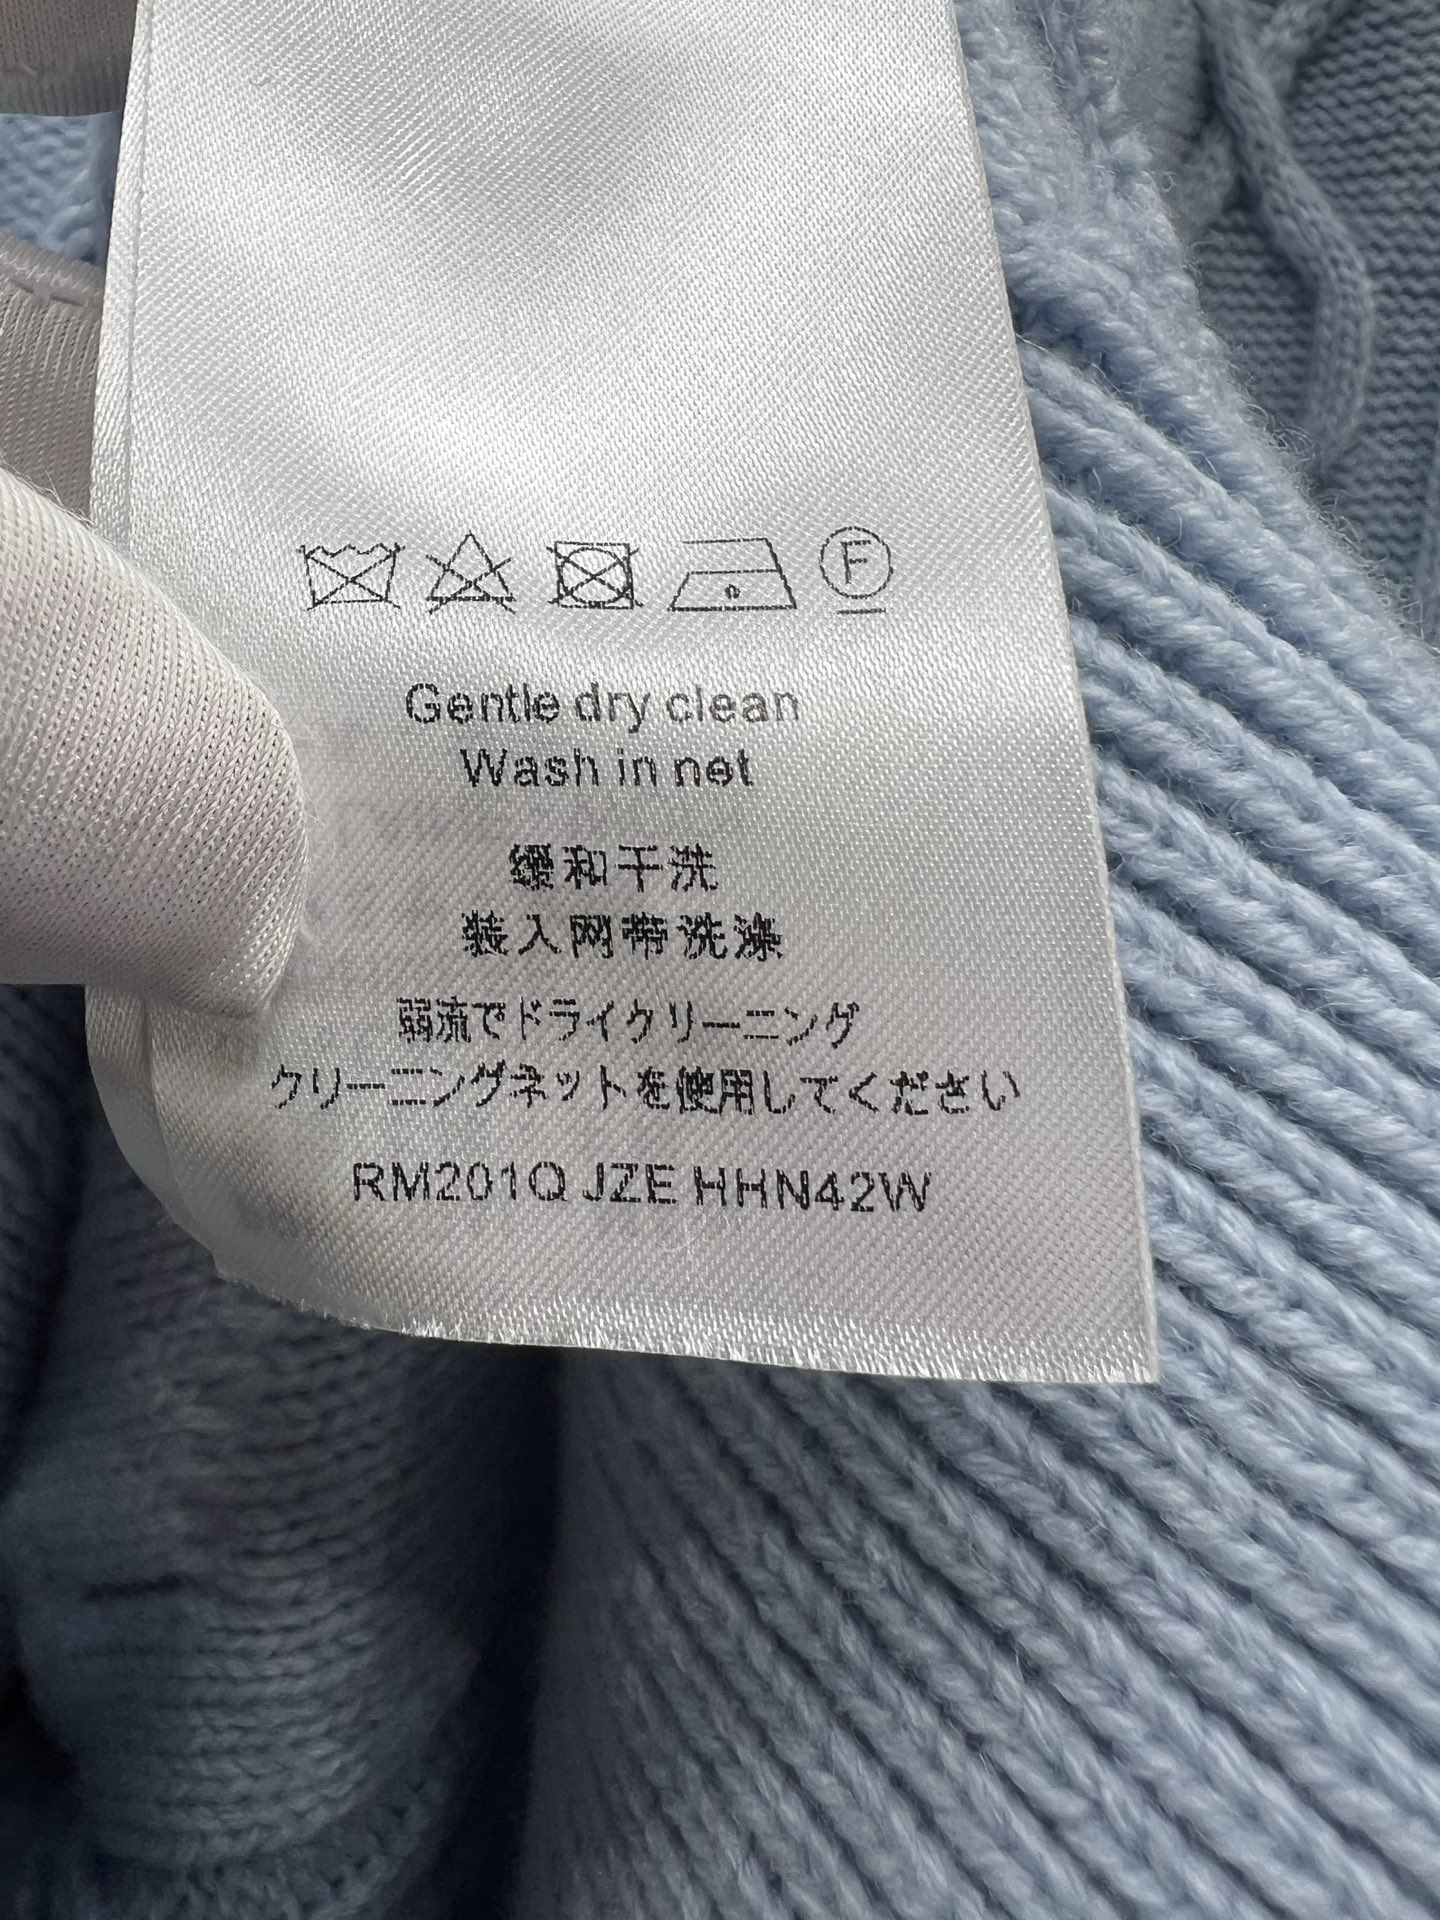 F
Gentle dry clean
Wash in net
缓和干洗
装入网带洗涤
弱流でドライクリーニング
クリーニングネットを使用してください
RM201Q JZE HHN42W